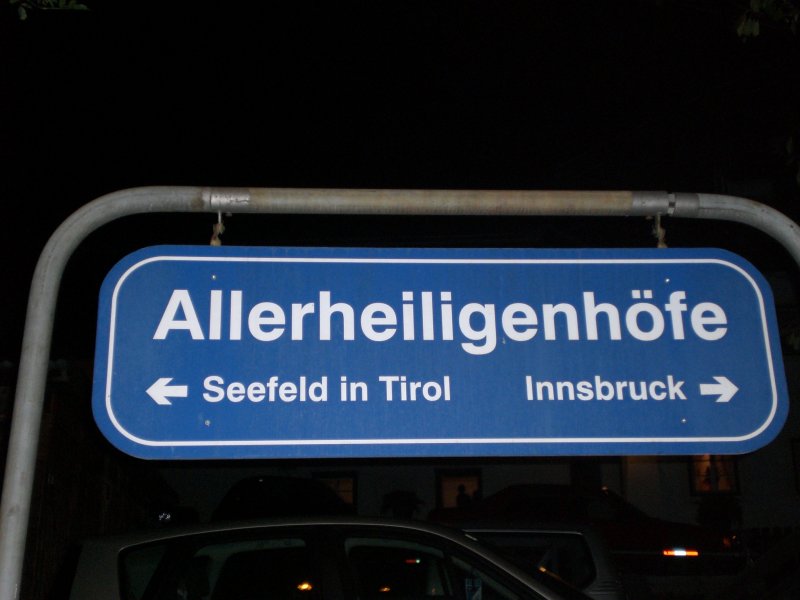 Allerheiligenhöfe
← Seefeld in Tirol Innsbruck →